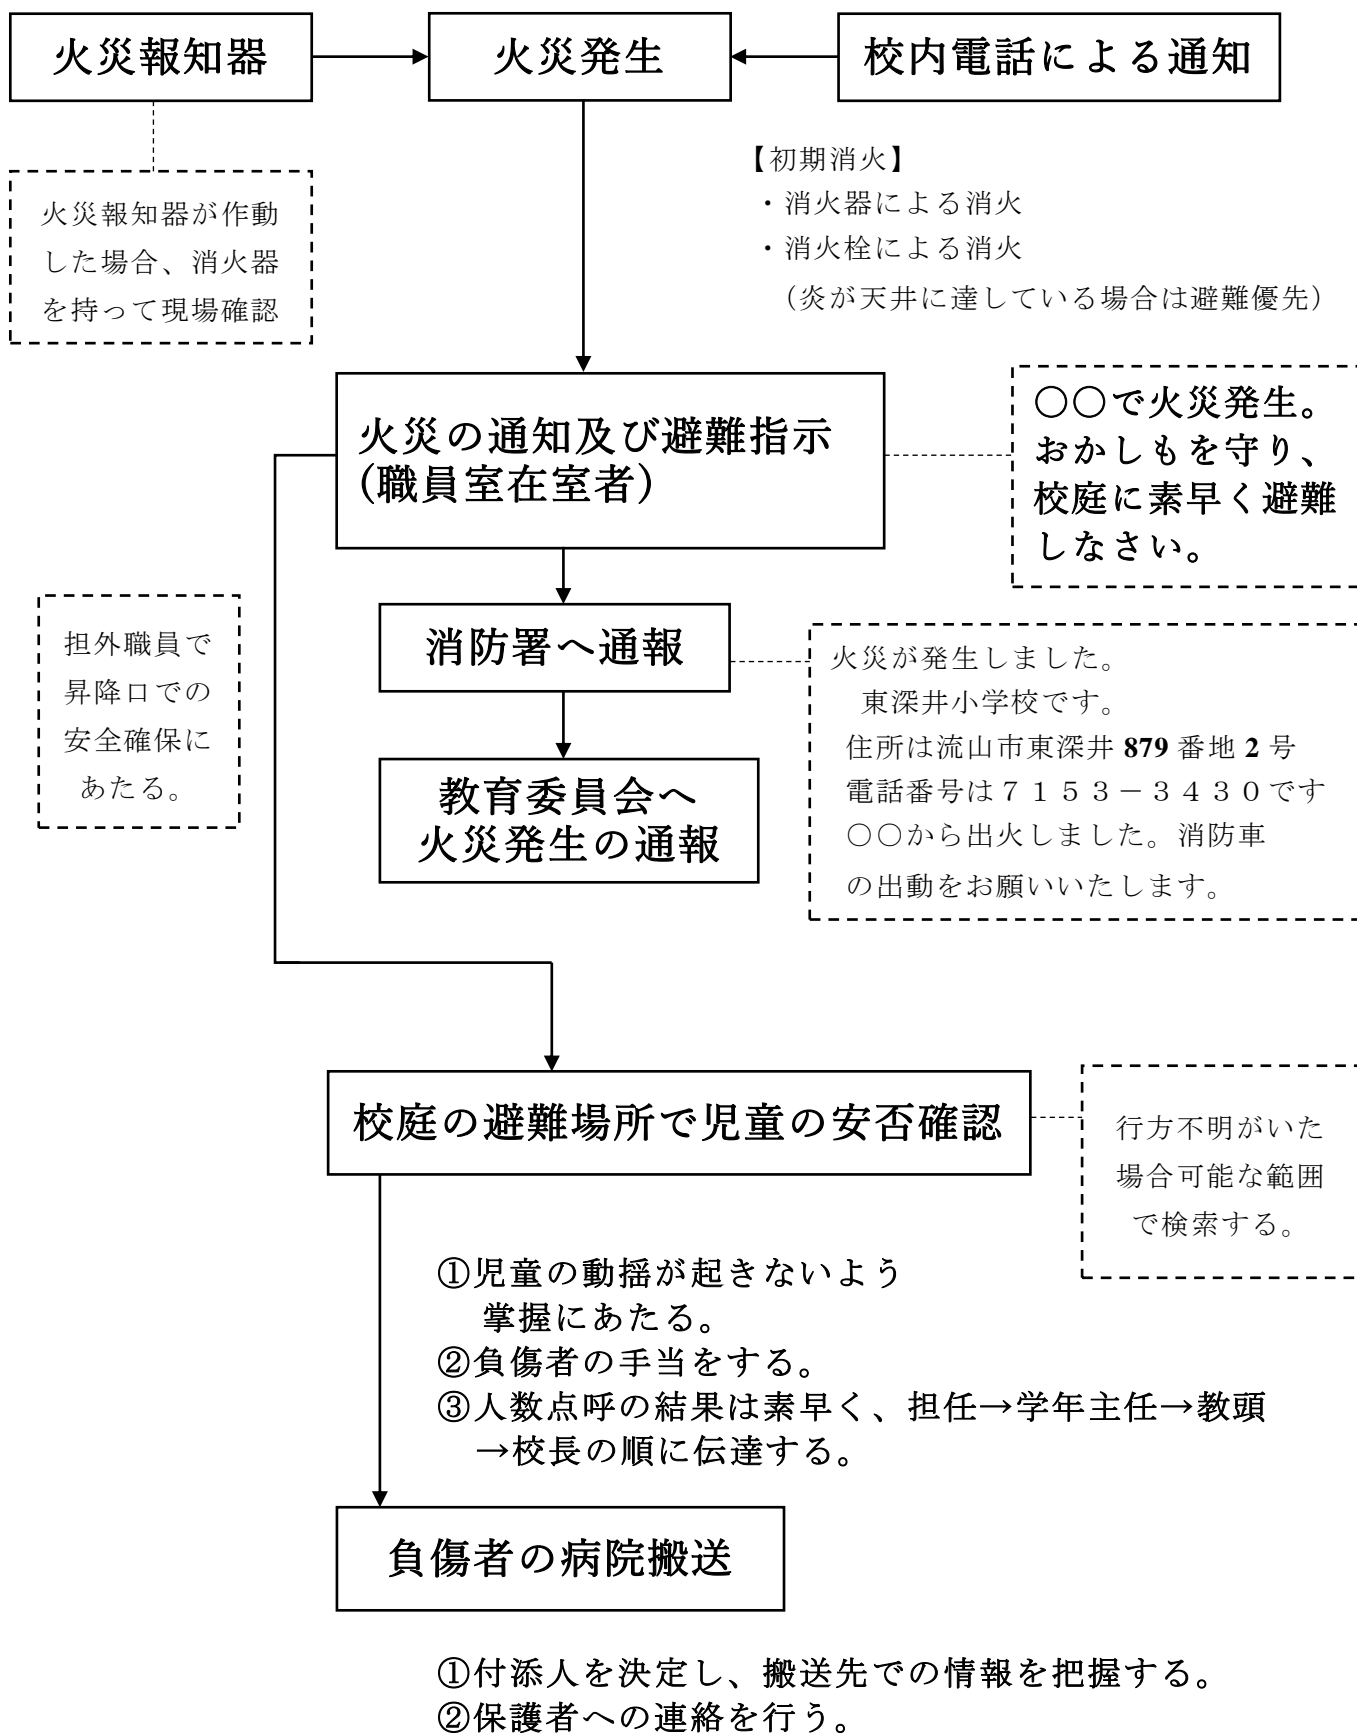 火災報知器
火災発生
校内電話による通知
火災報知器が作動
した場合、消火器
を持って現場確認
【初期消火】
・消火器による消火
・消火栓による消火
（炎が天井に達している場合は避難優先）
火災の通知及び避難指示
(職員室在室者)
〇〇で火災発生。
おかしもを守り、
校庭に素早く避難
しなさい。
担外職員で
昇降口での
安全確保に
あたる。
消防署へ通報
火災が発生しました。
東深井小学校です。
住所は流山市東深井 879 番地 2 号
電話番号は７１５３－３４３０です
〇〇から出火しました。消防車
の出動をお願いいたします。
教育委員会へ
火災発生の通報
校庭の避難場所で児童の安否確認
行方不明がいた
場合可能な範囲
で検索する。
①児童の動揺が起きないよう
掌握にあたる。
②負傷者の手当をする。
③人数点呼の結果は素早く、担任→学年主任→教頭
→校長の順に伝達する。
負傷者の病院搬送
①付添人を決定し、搬送先での情報を把握する。
②保護者への連絡を行う。